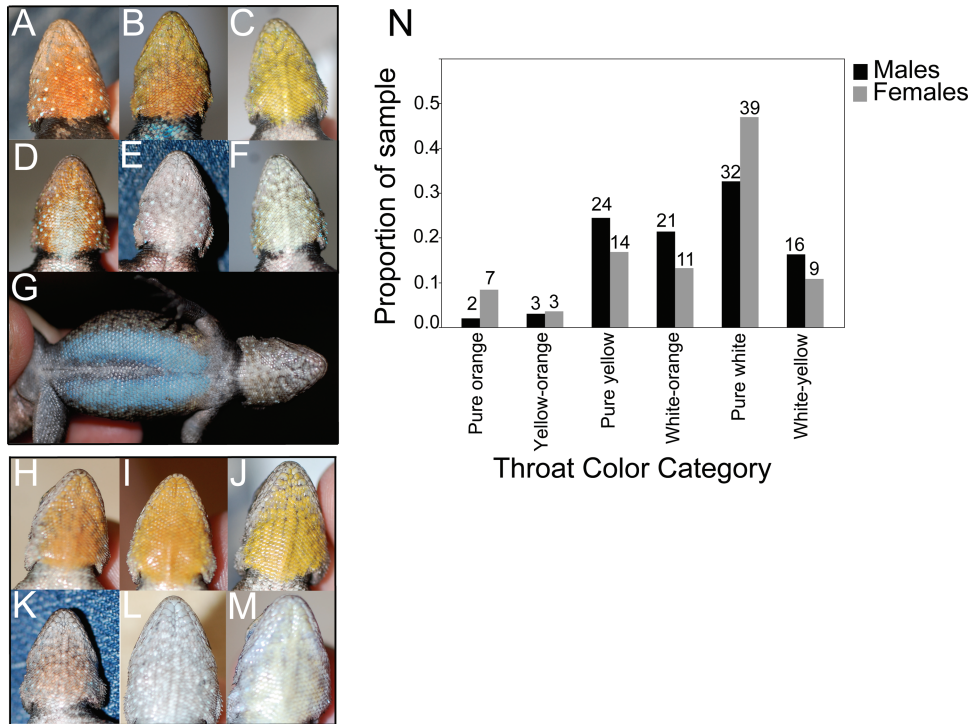 A B C
D E F
G
H I J
K L M
N
Males
Females
Proportion of sample
0.5
0.4
0.3
0.2
0.1
0.0
2 7
3 3
24 14
21 11
32 39
16 9
Pure orange
Yellow-orange
Pure yellow
White-orange
Pure white
White-yellow
Throat Color Category